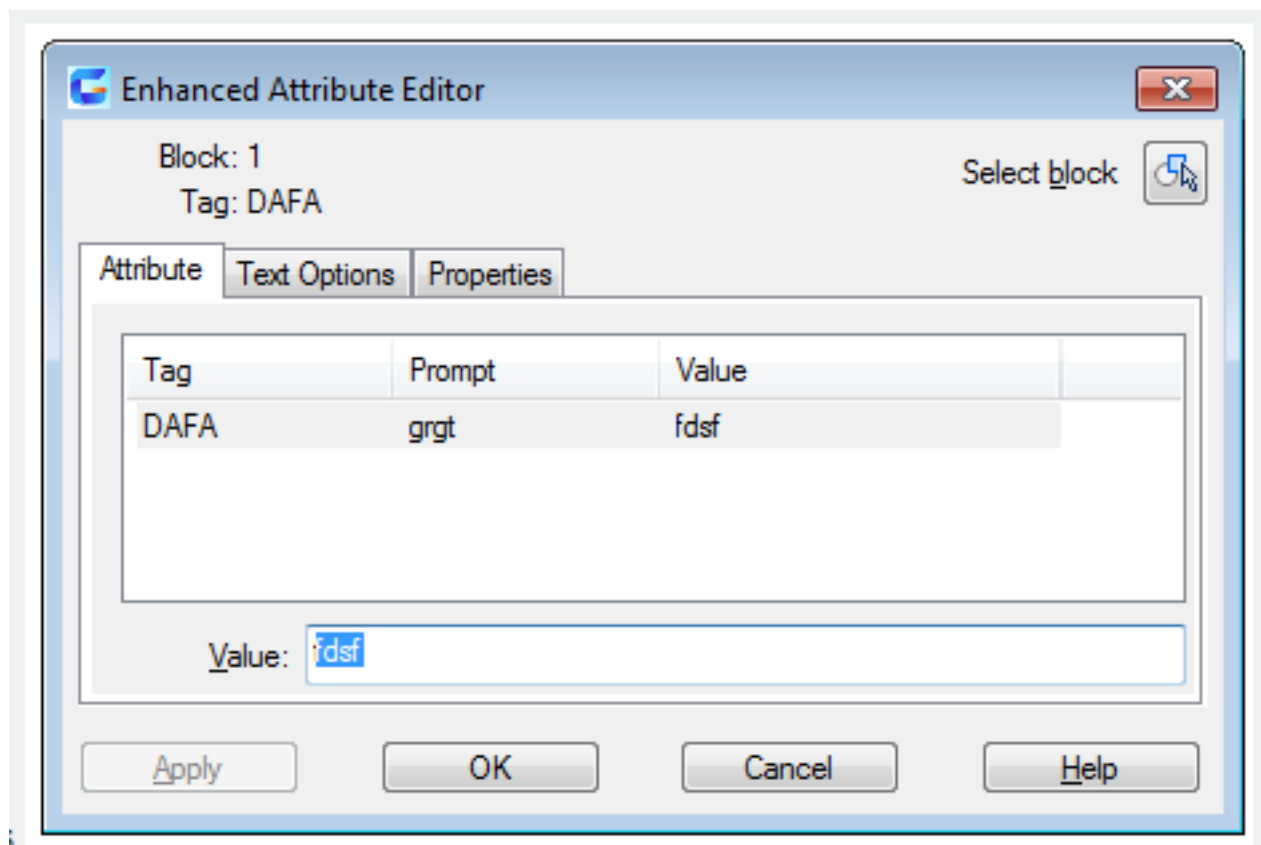 Enhanced Attribute Editor
Block: 1
Select block
Tag: DAFA
Attribute Text Options Properties
Tag Prompt Value
DAFA grgt fdsf
Value: fdsf
Apply OK Cancel Help